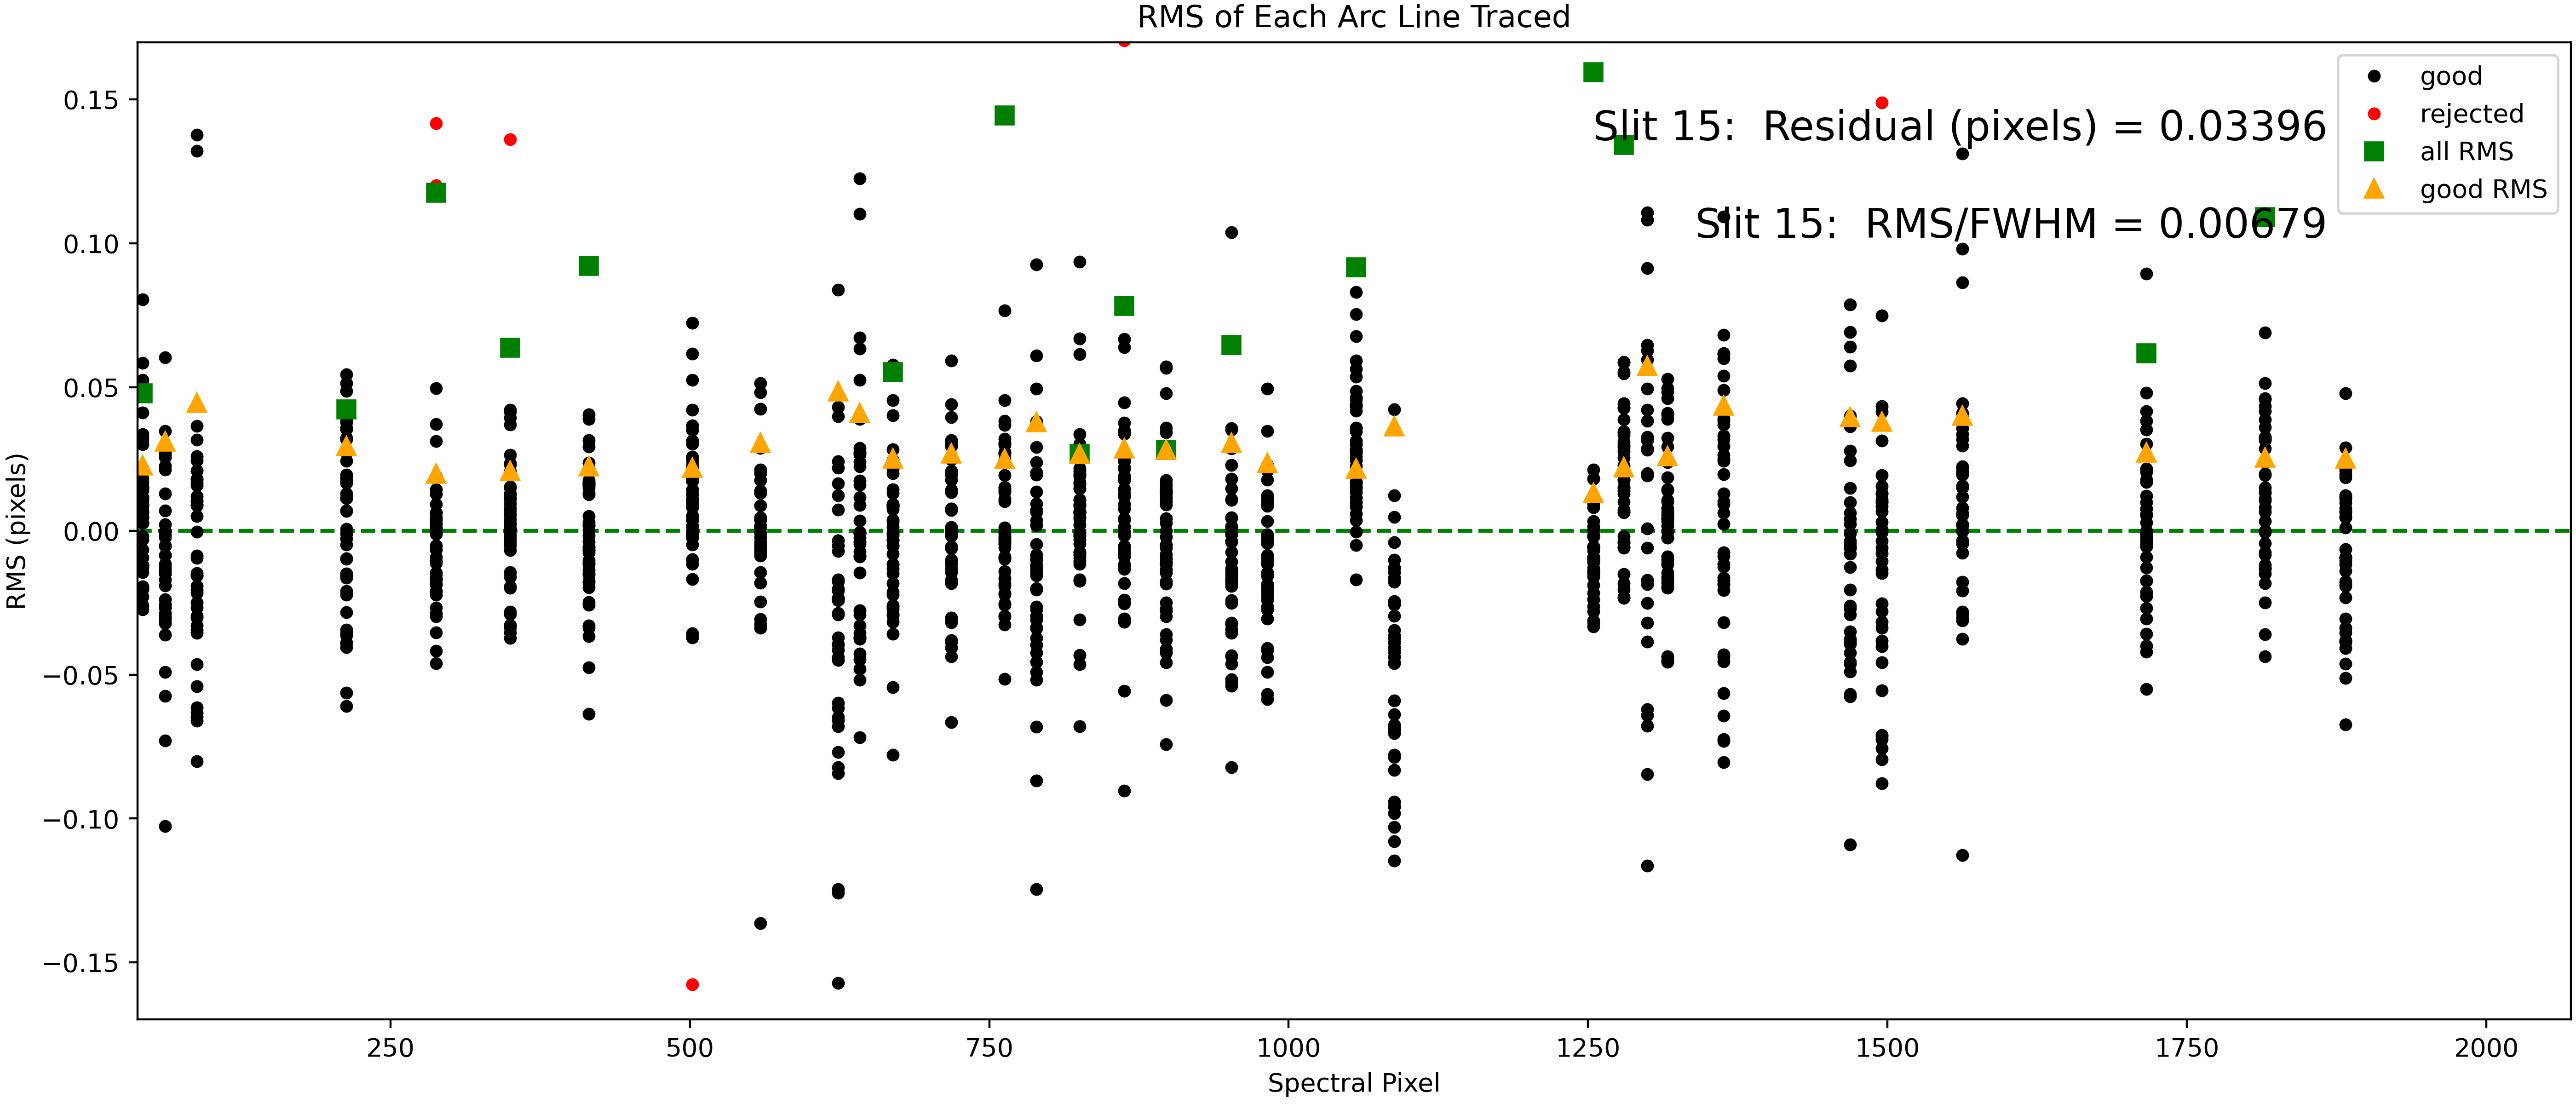 RMS of Each Arc Line Traced
good
rejected
all RMS
good RMS
Slit 15:  Residual (pixels) = 0.03396
Slit 15:  RMS/FWHM = 0.00679
RMS (pixels)
0.15
0.10
0.05
0.00
−0.05
−0.10
−0.15
250 500 750 1000 1250 1500 1750 2000
Spectral Pixel